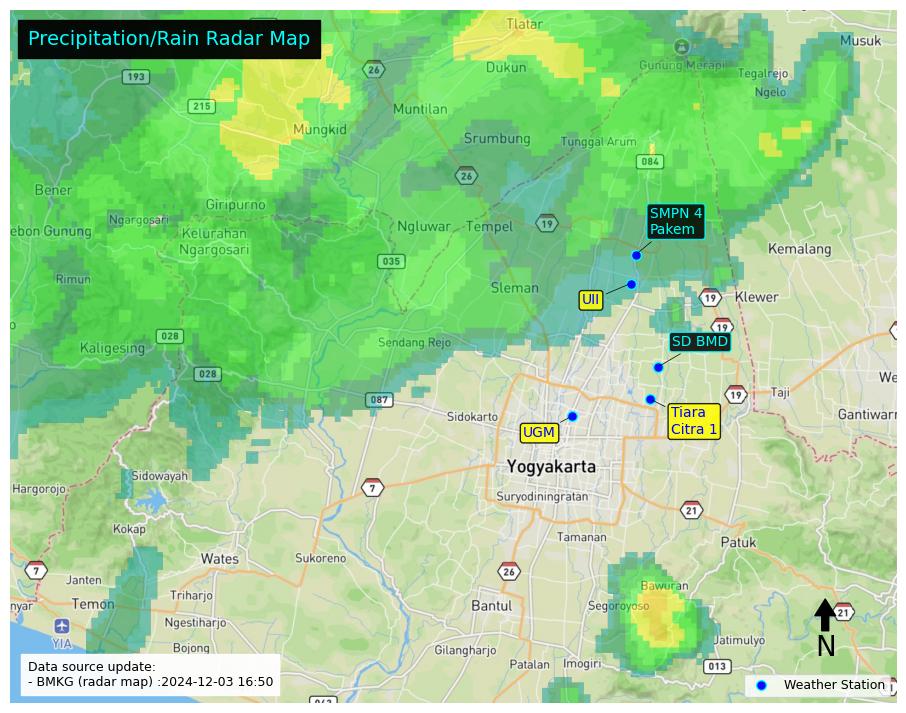 Precipitation/Rain Radar Map
Tlatar
Musuk
193
26
Dukun
Gunung Merapi
19
Tegalrejo
Ngelo
215
Muntilan
Mungkid
Srumbung
Tunggal Arum
084
26
Bener
Giripurno
SMPN 4
Pakem
Ngargosari
Ngluwar
Tempel
19
ebon Gunung
Kelurahan
Ngargosari
Kemalang
035
Rimun
Sleman
UII
19
Klewer
19
028
Kaligesing
Sendang Rejo
SD BMD
028
We
087
19
Taji
Sidokarto
Tiara
Citra 1
Gantiwarn
UGM
Yogyakarta
Sidowayah
Hargorojo
7
Suryodiningratan
21
Kokap
Tamanan
Patuk
Wates
Sukoreno
7
Janten
26
Bawuran
nyar
Temon
Triharjo
Bantul
Segoroyoso
21
YIA
Ngestiharjo
N
Bojong
Gilangharjo
Jatimulyo
Patalan
Imogiri
013
Data source update:
- BMKG (radar map) :2024-12-03 16:50
Weather Station